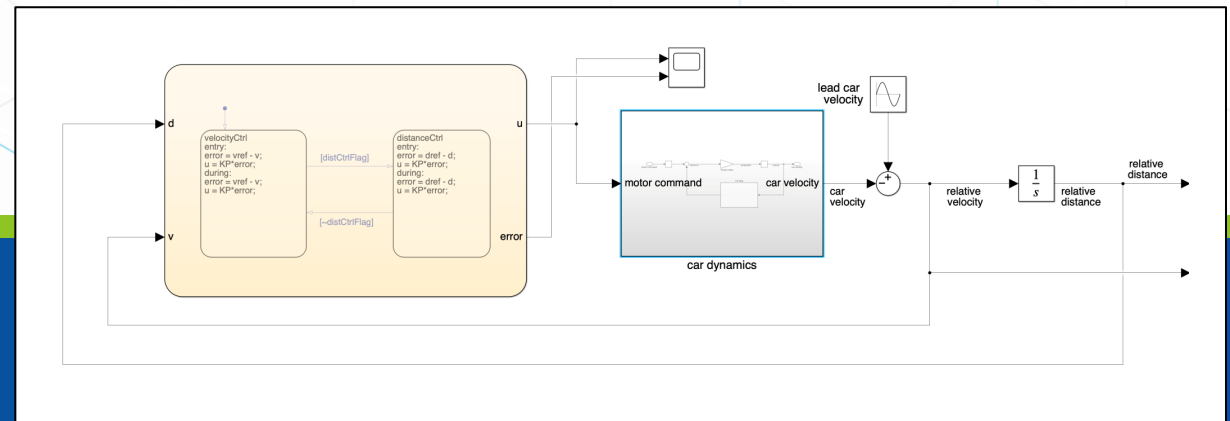 d
v
velocityCtrl
entry:
error = vref - v;
u = KP*error;
during:
error = vref - v;
u = KP*error;
[distCtrlFlag]
[~distCtrlFlag]
distanceCtrl
entry:
error = dref - d;
u = KP*error;
during:
error = dref - d;
u = KP*error;
u
error
motor command
car velocity
car dynamics
car
velocity
lead car
velocity
relative
velocity
1
s
relative
distance
relative
distance